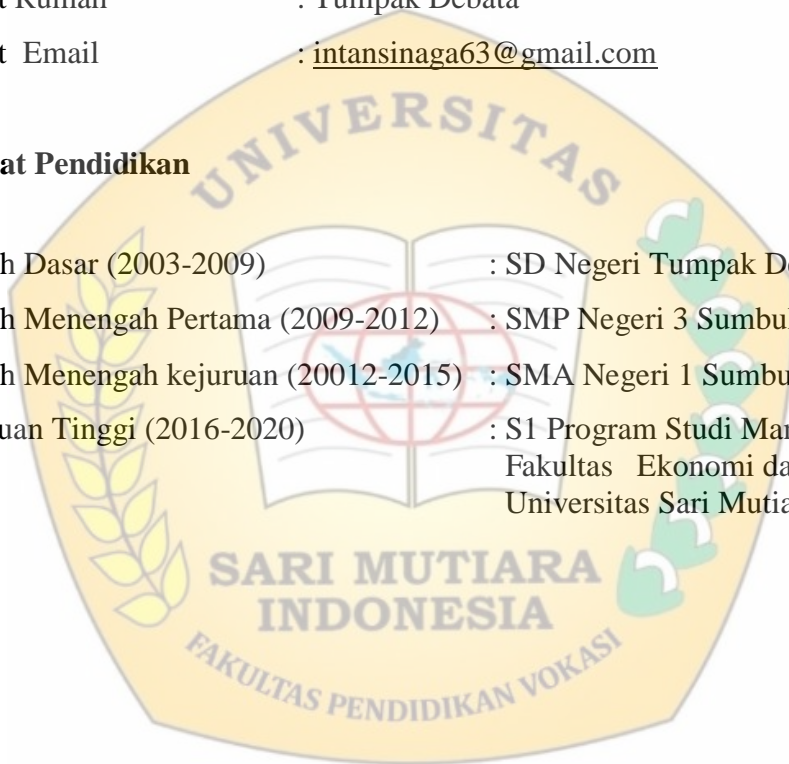 t Rumah : Tumpak Debata
t Email : intansinaga63@gmail.com
at Pendidikan
h Dasar (2003-2009) : SD Negeri Tumpak De
h Menengah Pertama (2009-2012) : SMP Negeri 3 Sumbul
h Menengah kejuruan (20012-2015) : SMA Negeri 1 Sumbu
uan Tinggi (2016-2020) : S1 Program Studi Mar
Fakultas Ekonomi da
Universitas Sari Mutia
UNIVERSITAS
SARI MUTIARA
INDONESIA
FAKULTAS PENDIDIKAN VOKASI